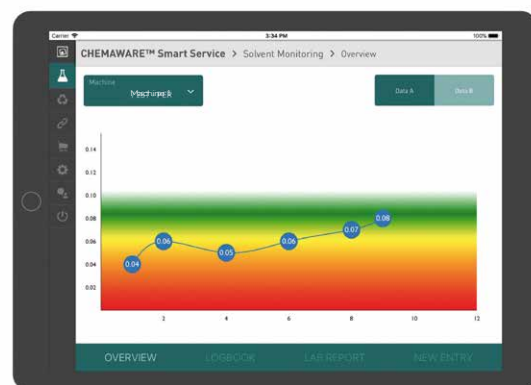 Carrier 3:34 PM 100%
CHEMAWARE™ Smart Service > Solvent Monitoring > Overview
Machine
Data A Data B
0.14
0.12
0.10
0.08
0.06
0.04
0.02
0.04 0.06 0.05 0.06 0.07 0.08
2 4 6 8 10 12
OVERVIEW LOGBOOK LAB REPORT NEW ENTRY